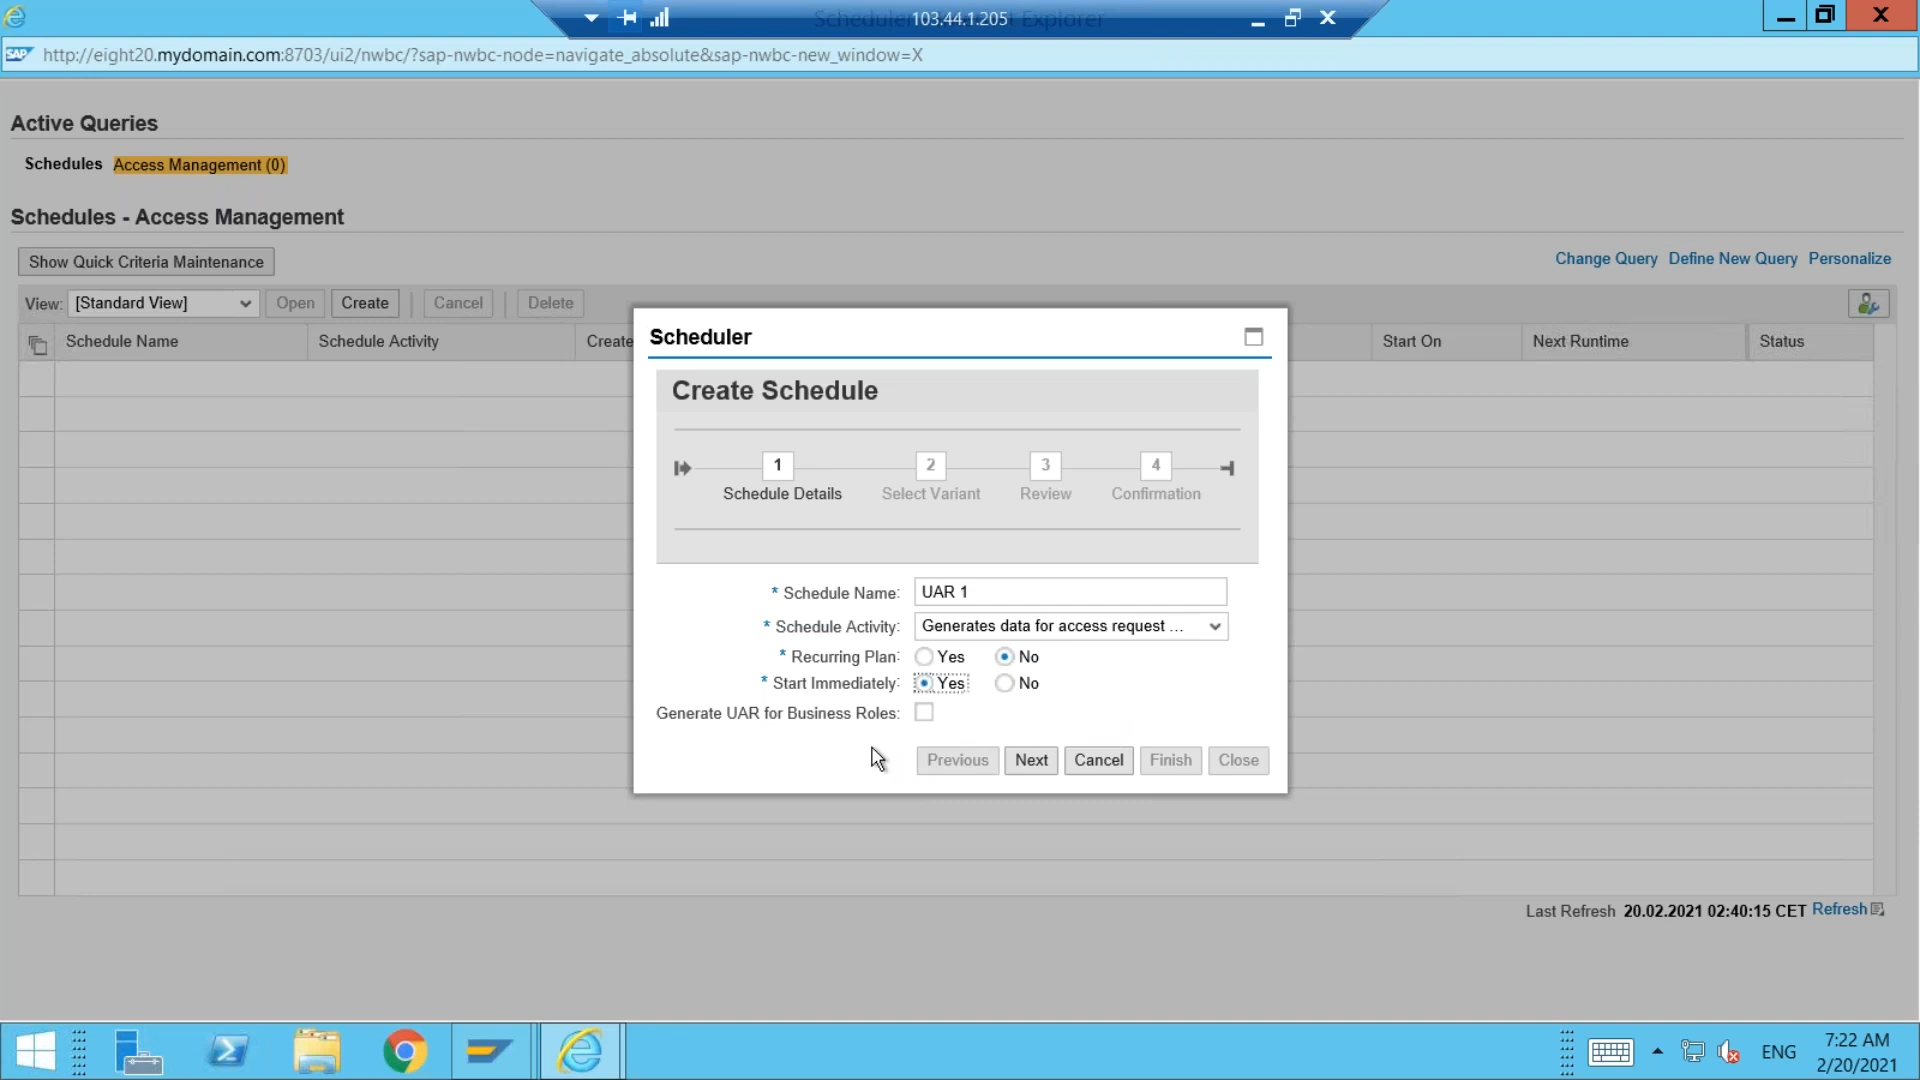 Scheduler - Internet Explorer
103.44.1.205
SAP http://eight20.mydomain.com:8703/ui2/nwbc/?sap-nwbc-node=navigate_absolute&sap-nwbc-new_window=X
Active Queries
Schedules Access Management (0)
Schedules - Access Management
Show Quick Criteria Maintenance
Change Query Define New Query Personalize
View: [Standard View] Open Create Cancel Delete
Schedule Name Schedule Activity Create Start On Next Runtime Status
Scheduler
Create Schedule
1 2 3 4
Schedule Details Select Variant Review Confirmation
* Schedule Name: UAR 1
* Schedule Activity: Generates data for access request ...
* Recurring Plan: Yes No
* Start Immediately: Yes No
Generate UAR for Business Roles:
Previous Next Cancel Finish Close
Last Refresh 20.02.2021 02:40:15 CET Refresh
ENG
7:22 AM
2/20/2021